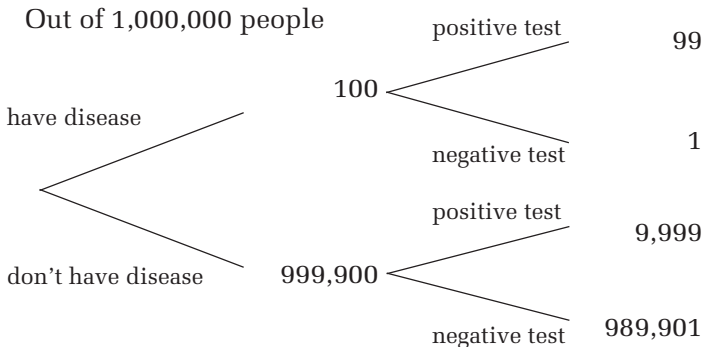 Out of 1,000,000 people
positive test
99
100
have disease
negative test
1
positive test
9,999
don't have disease
999,900
negative test
989,901